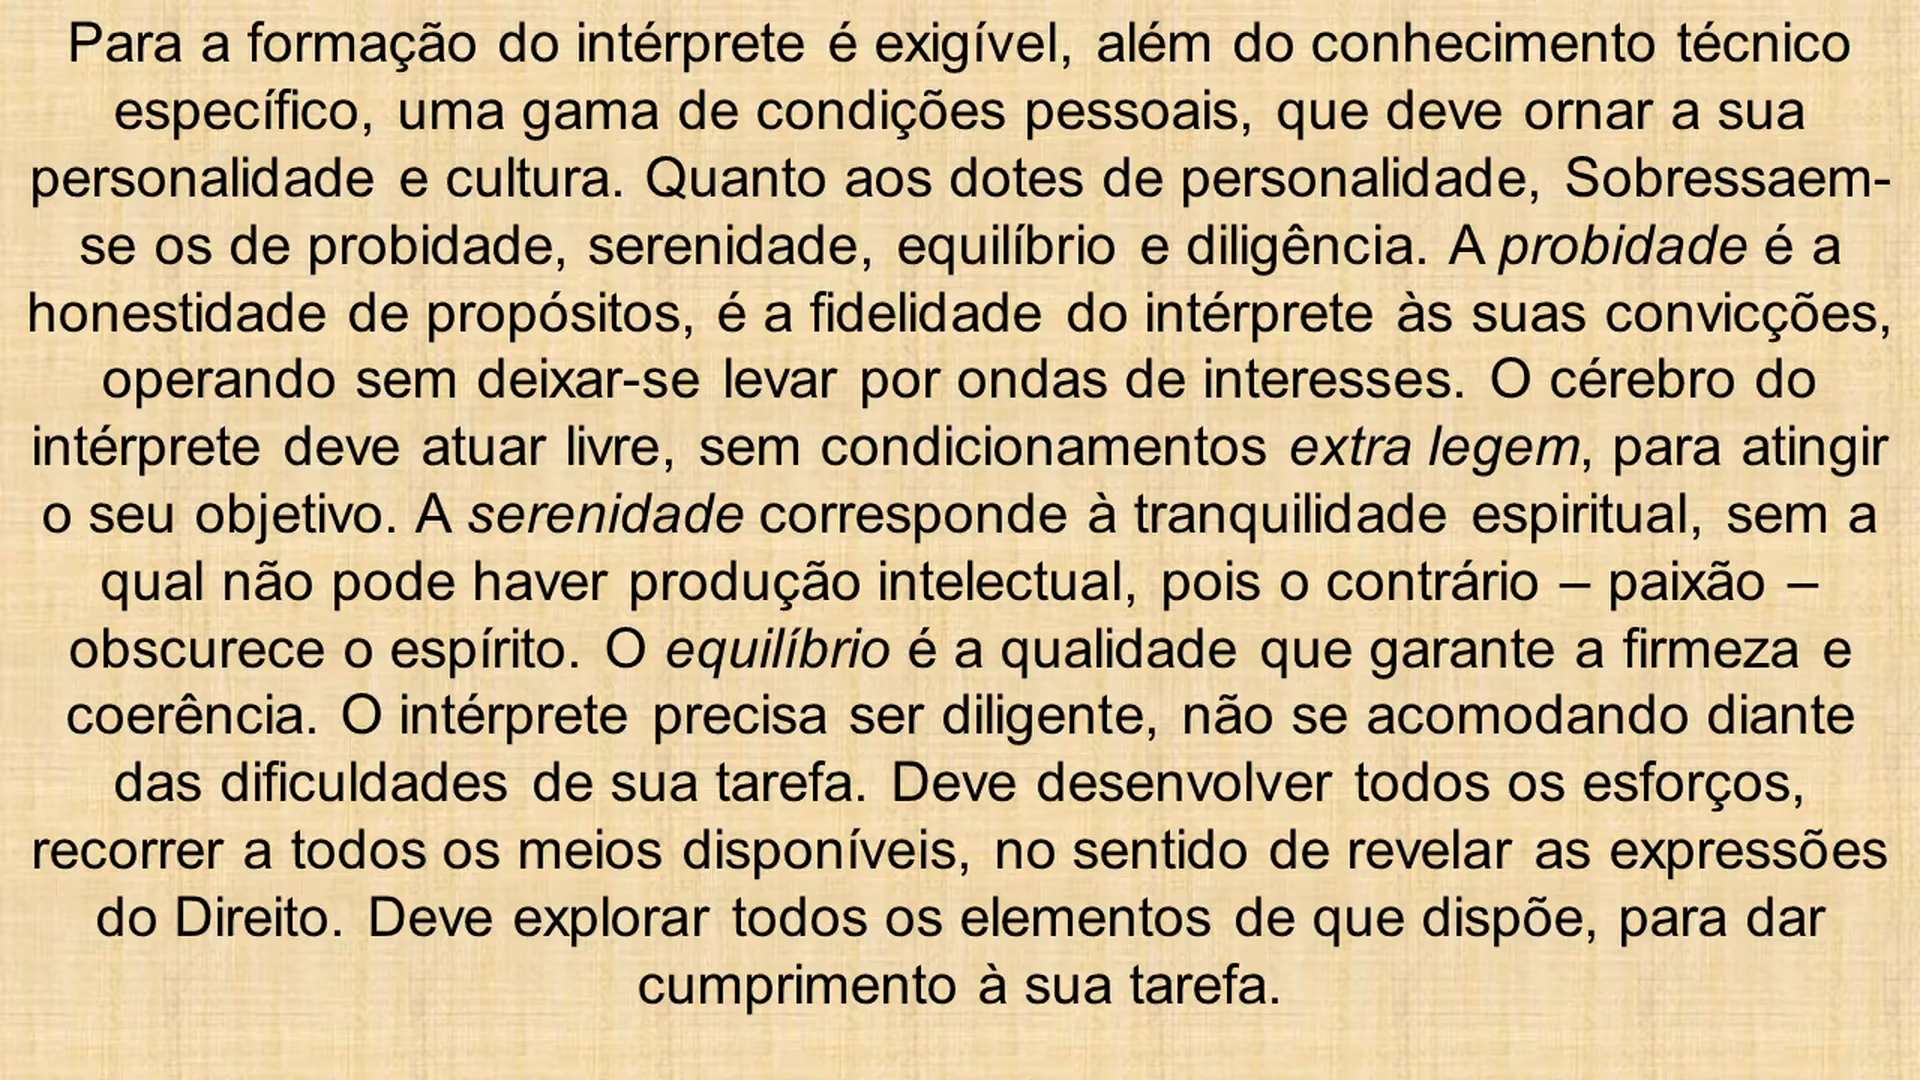 Para a formação do intérprete é exigível, além do conhecimento técnico
específico, uma gama de condições pessoais, que deve ornar a sua
personalidade e cultura. Quanto aos dotes de personalidade, Sobressaem-
se os de probidade, serenidade, equilíbrio e diligência. A probidade é a
honestidade de propósitos, é a fidelidade do intérprete às suas convicções,
operando sem deixar-se levar por ondas de interesses. O cérebro do
intérprete deve atuar livre, sem condicionamentos extra legem, para atingir
o seu objetivo. A serenidade corresponde à tranquilidade espiritual, sem a
qual não pode haver produção intelectual, pois o contrário – paixão –
obscurece o espírito. O equilíbrio é a qualidade que garante a firmeza e
coerência. O intérprete precisa ser diligente, não se acomodando diante
das dificuldades de sua tarefa. Deve desenvolver todos os esforços,
recorrer a todos os meios disponíveis, no sentido de revelar as expressões
do Direito. Deve explorar todos os elementos de que dispõe, para dar
cumprimento à sua tarefa.